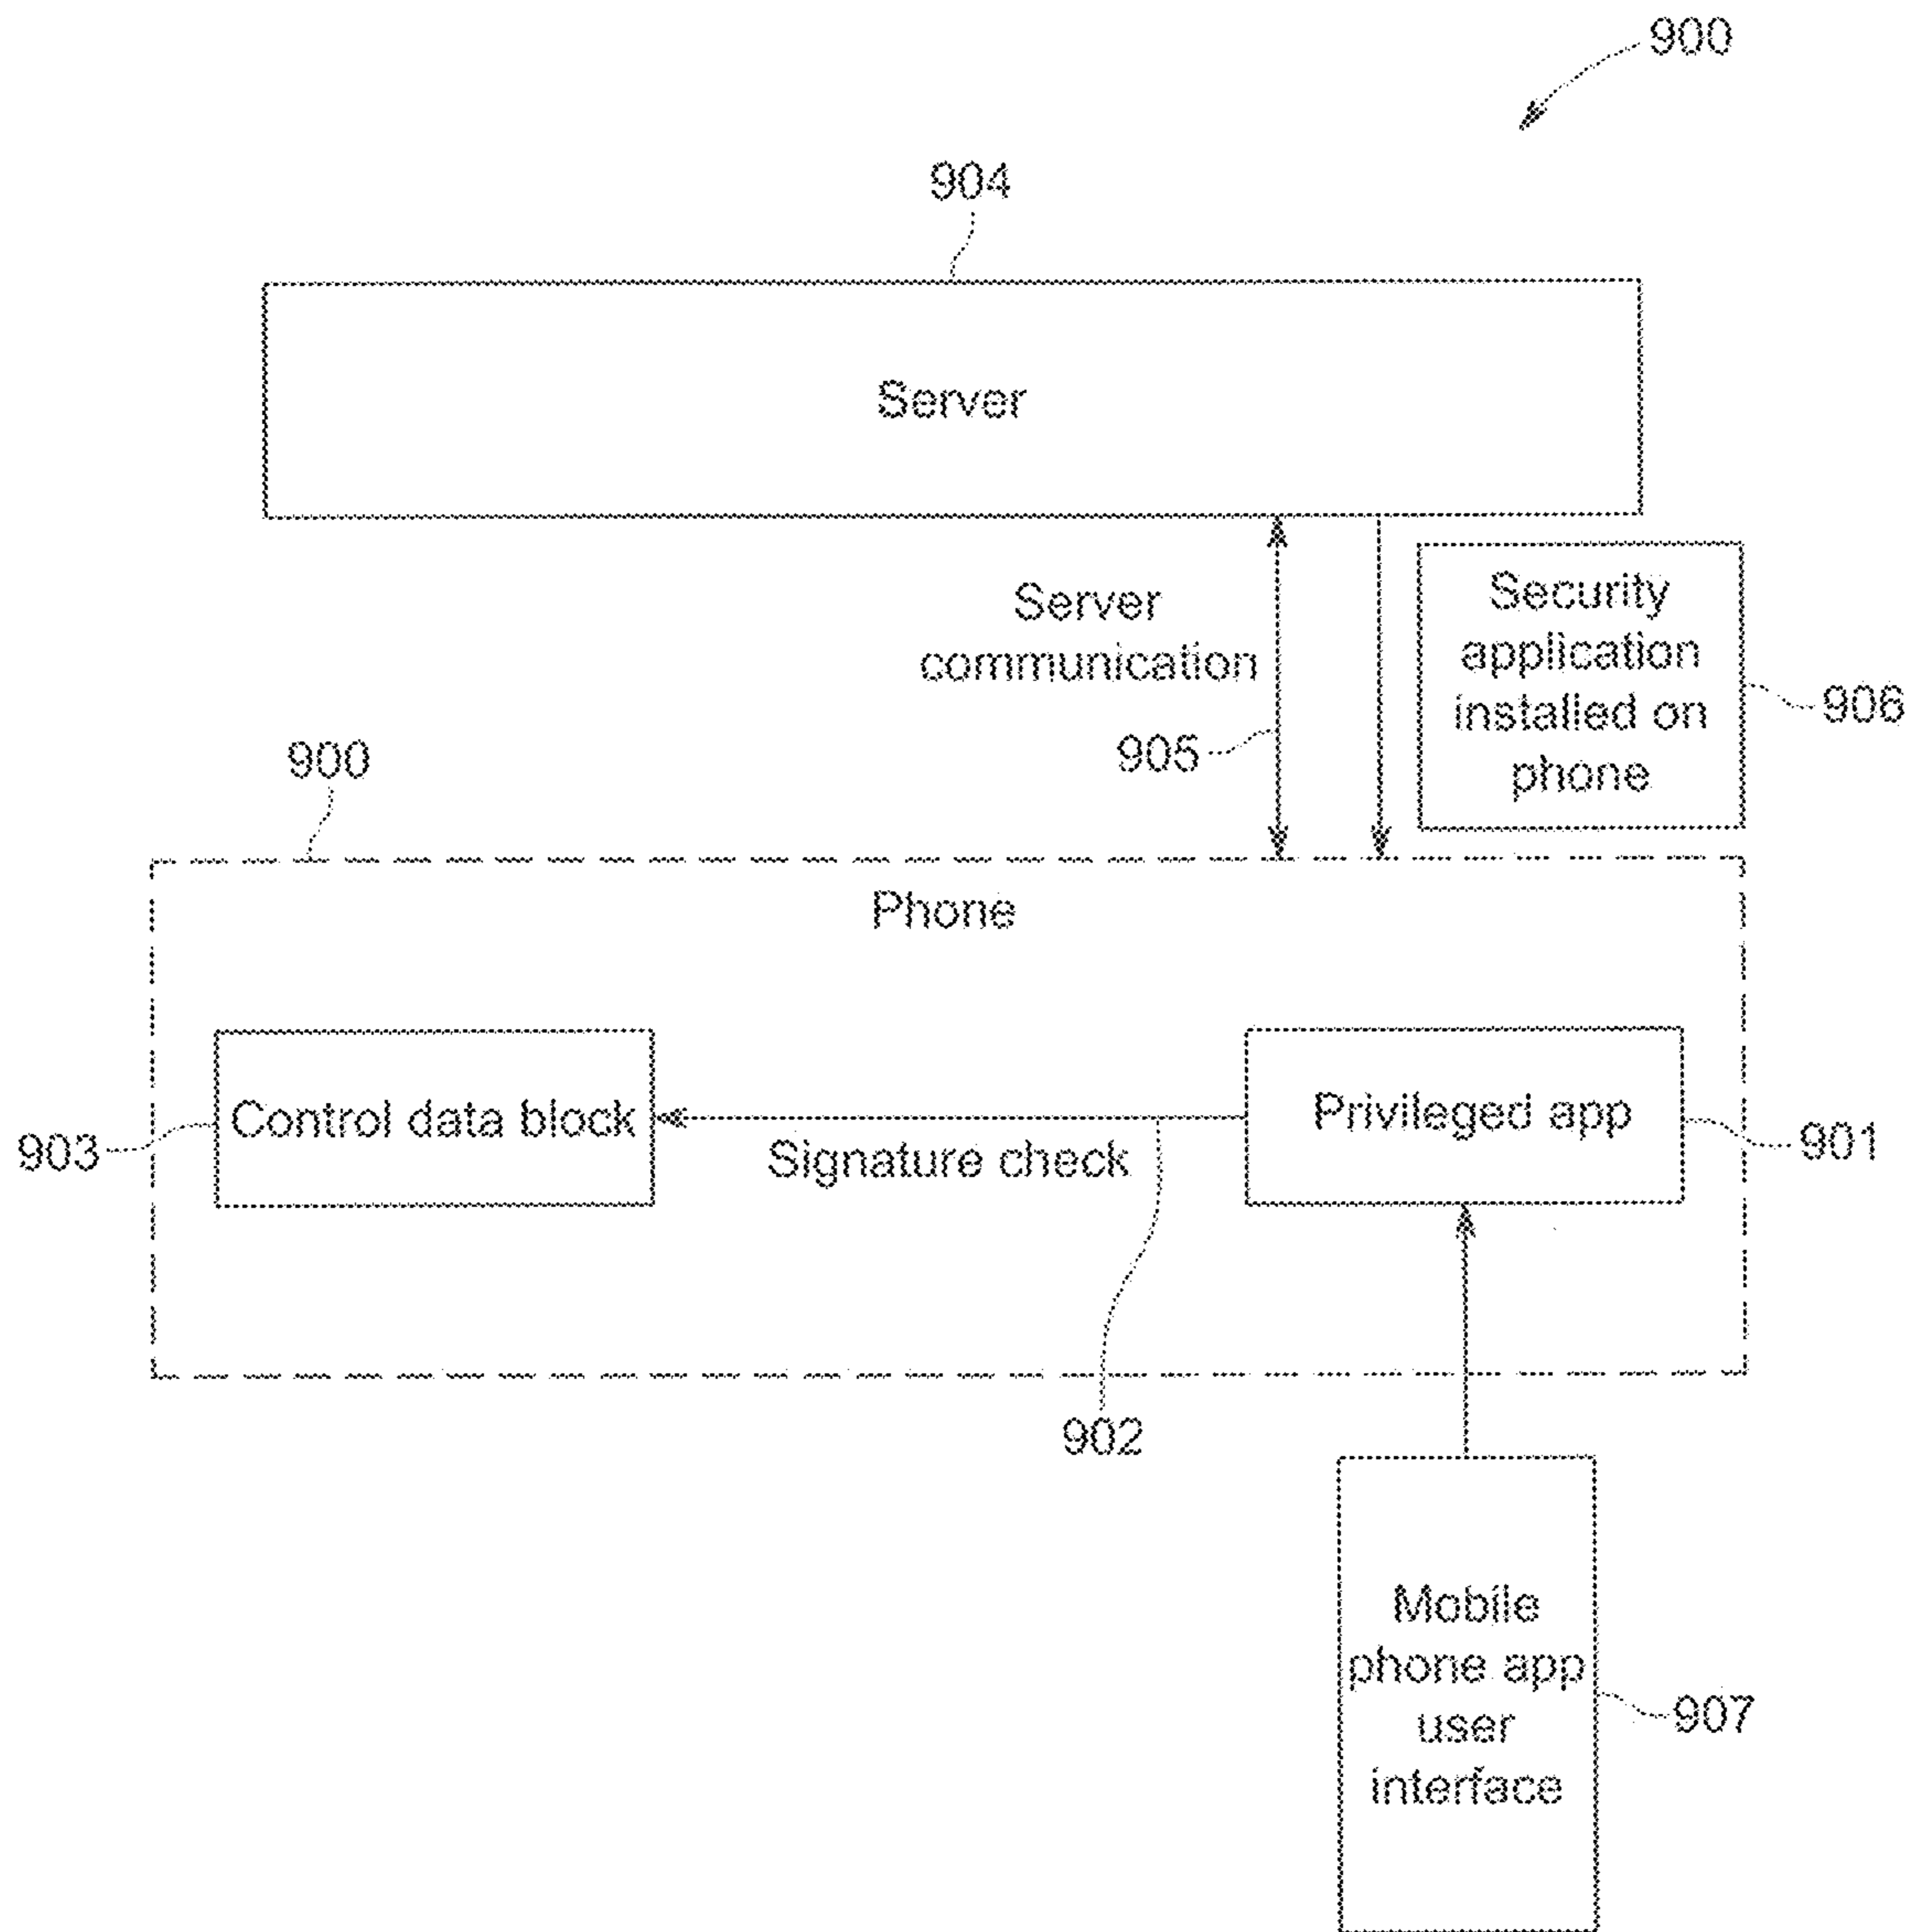 900
904
Server
Server
communication
905
Security
application
installed on
phone
906
900
Phone
Control data block
903
Signature check
Privileged app
901
902
Mobile
phone app
user
interface
907